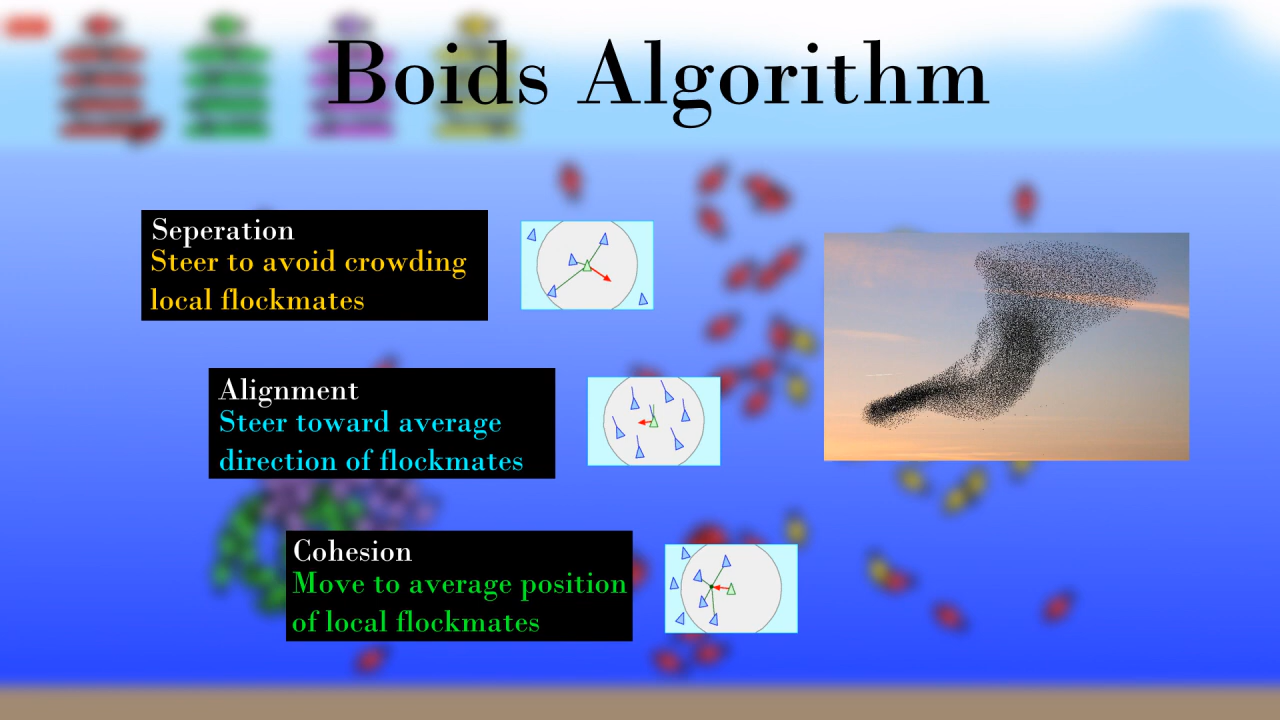 Boids Algorithm
Seperation
Steer to avoid crowding
local flockmates
Alignment
Steer toward average
direction of flockmates
Cohesion
Move to average position
of local flockmates